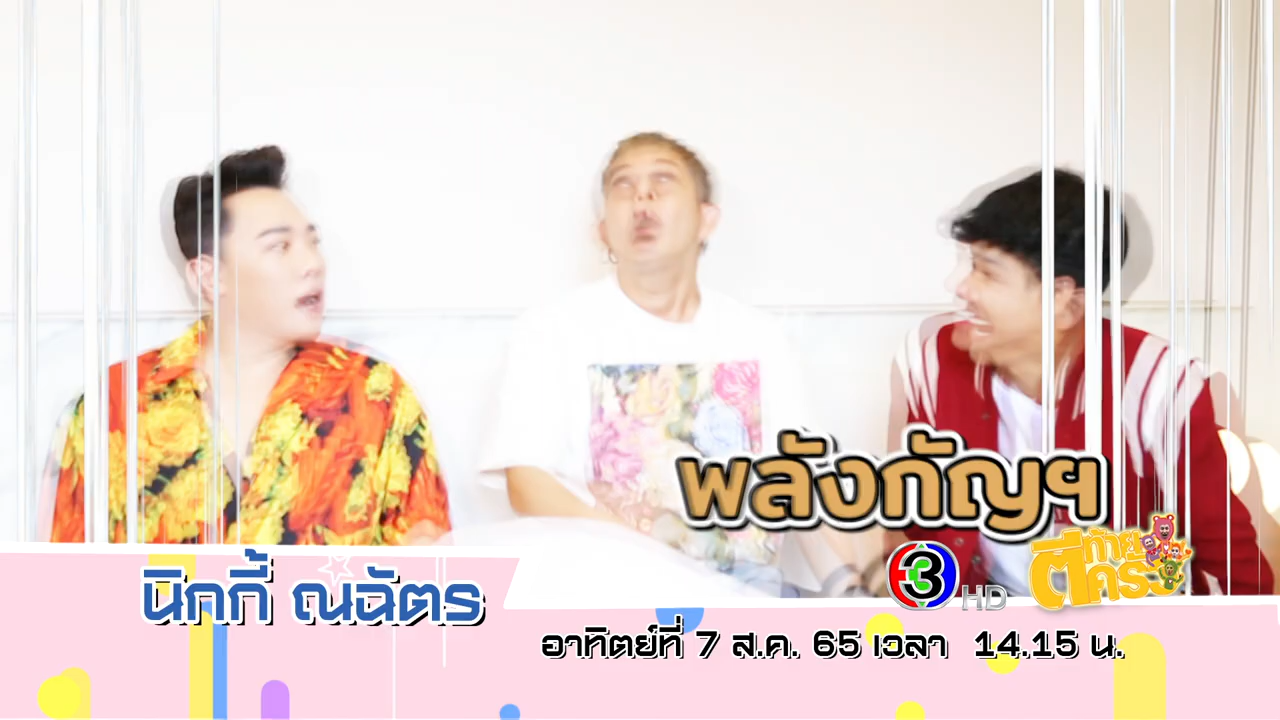 พลังกัญฯ
3 HD
ตีท้ายครัว
นิกกี้ ณฉัตร
อาทิตย์ที่ 7 ส.ค. 65 เวลา 14.15 น.